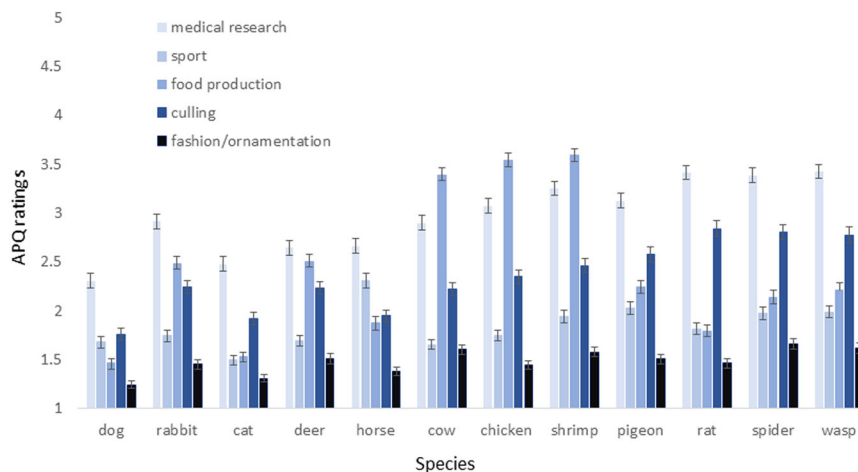 5
4.5
4
3.5
3
2.5
2
1.5
1
APQ ratings
medical research
sport
food production
culling
fashion/ornamentation
dog rabbit cat deer horse cow chicken shrimp pigeon rat spider wasp
Species